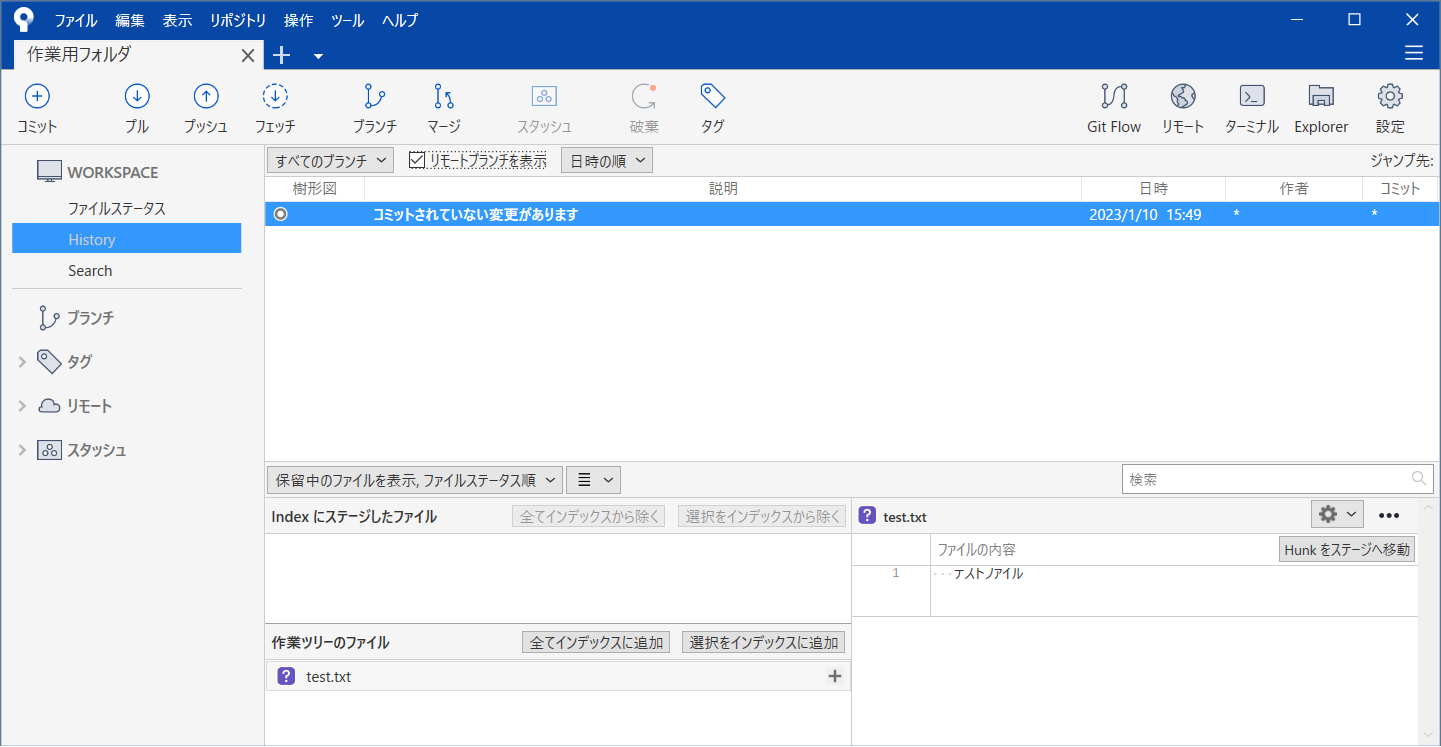 ファイル 編集 表示 リポジトリ 操作 ツール ヘルプ
作業用フォルダ
コミット プル プッシュ フェッチ ブランチ マージ スタッシュ 破棄 タグ Git Flow リモート ターミナル Explorer 設定
WORKSPACE
ファイルステータス
History
Search
ブランチ
タグ
リモート
スタッシュ
すべてのブランチ リモートブランチを表示 日時の順 ジャンプ先:
樹形図 説明 日時 作者 コミット
コミットされていない変更があります 2023/1/10 15:49 * *
保留中のファイルを表示, ファイルステータス順 検索
Index にステージしたファイル 全てインデックスから除く 選択をインデックスから除く
作業ツリーのファイル 全てインデックスに追加 選択をインデックスに追加
? test.txt +
? test.txt
ファイルの内容 Hunk をステージへ移動
1 テストファイル